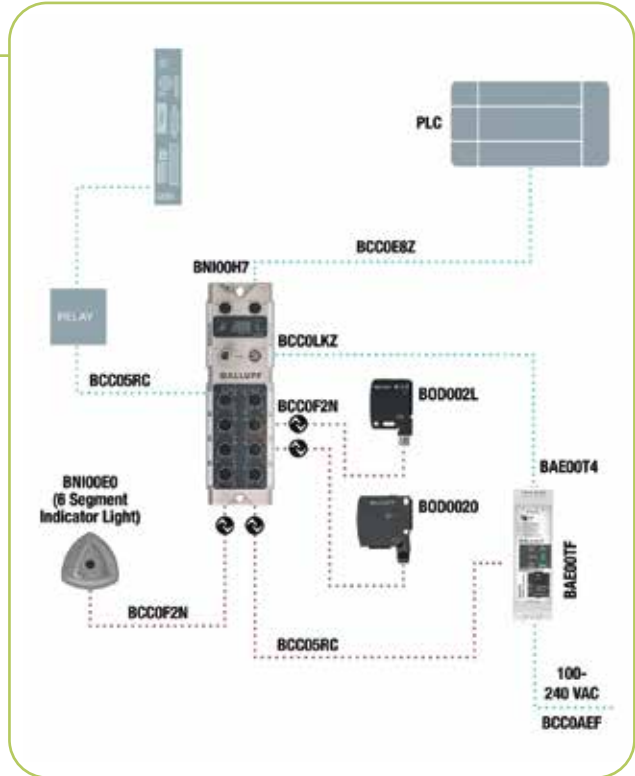 PLC
BCC0E8Z
BNI00H7
RELAY
BCC0LKZ
BALLUFF
BCC05RC
BCC0F2N
BOD002L
BNI00E0
(6 Segment
Indicator Light)
BOD0020
BAE00T4
BAE00TF
BCC0F2N
BCC05RC
100-
240 VAC
BCC0AEF